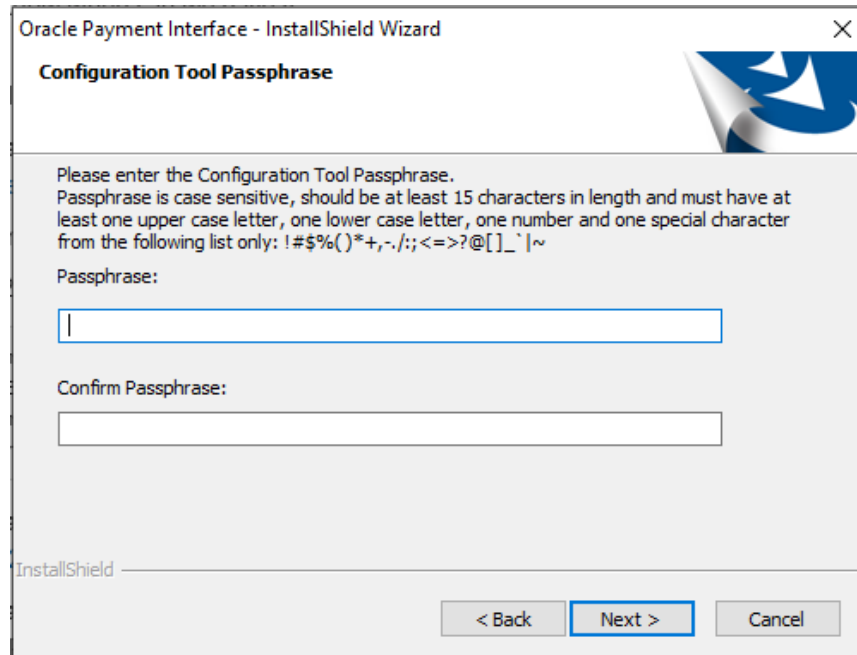 Oracle Payment Interface - InstallShield Wizard
Configuration Tool Passphrase
Please enter the Configuration Tool Passphrase.
Passphrase is case sensitive, should be at least 15 characters in length and must have at
least one upper case letter, one lower case letter, one number and one special character
from the following list only: !#$%()*+,-./:;<=>?@[]_`|~
Passphrase:
Confirm Passphrase:
InstallShield
< Back
Next >
Cancel